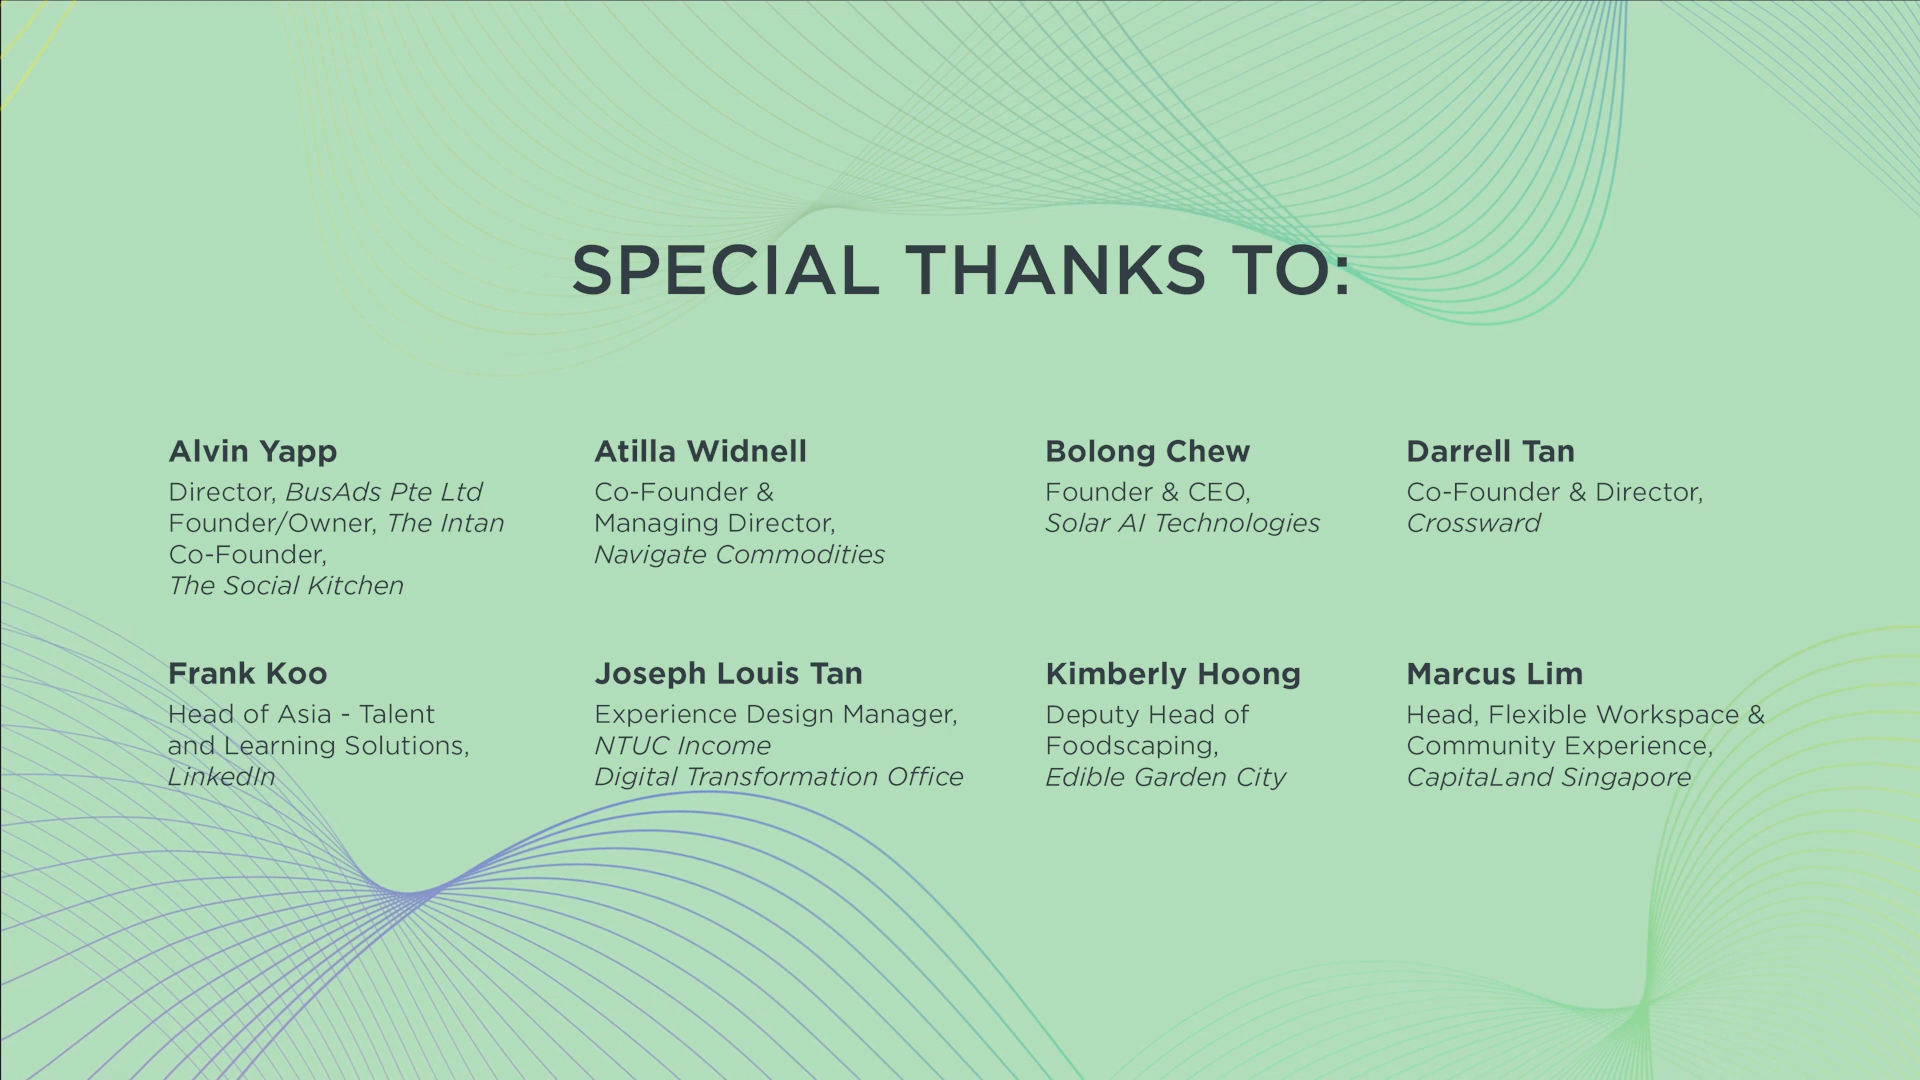 SPECIAL THANKS TO:
Alvin Yapp
Director, BusAds Pte Ltd
Founder/Owner, The Intan
Co-Founder,
The Social Kitchen
Atilla Widnell
Co-Founder &
Managing Director,
Navigate Commodities
Bolong Chew
Founder & CEO,
Solar AI Technologies
Darrell Tan
Co-Founder & Director,
Crossward
Frank Koo
Head of Asia - Talent
and Learning Solutions,
LinkedIn
Joseph Louis Tan
Experience Design Manager,
NTUC Income
Digital Transformation Office
Kimberly Hoong
Deputy Head of
Foodscaping,
Edible Garden City
Marcus Lim
Head, Flexible Workspace &
Community Experience,
CapitaLand Singapore